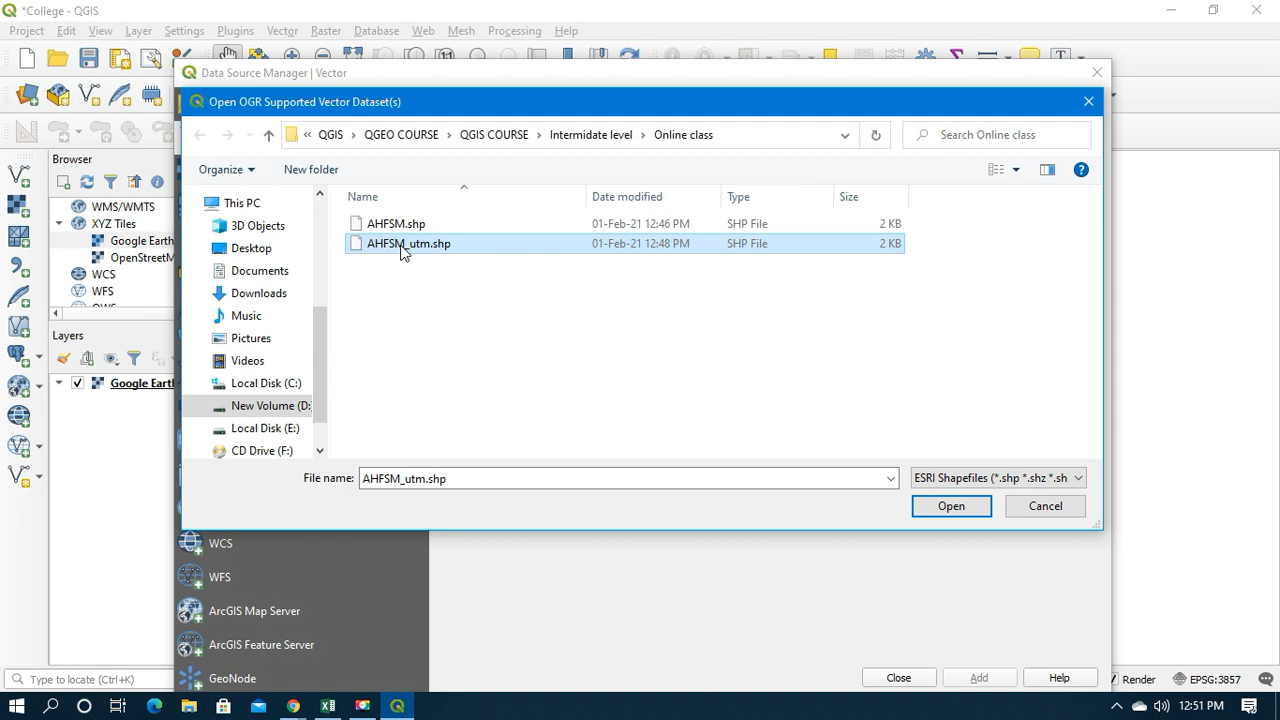 *College - QGIS
Project Edit View Layer Settings Plugins Vector Raster Database Web Mesh Processing Help
Data Source Manager | Vector
Open OGR Supported Vector Dataset(s)
« QGIS > QGEO COURSE > QGIS COURSE > Intermidate level > Online class
Search Online class
Organize New folder
Name Date modified Type Size
AHFSM.shp 01-Feb-21 12:46 PM SHP File 2 KB
AHFSM_utm.shp 01-Feb-21 12:48 PM SHP File 2 KB
This PC
3D Objects
Desktop
Documents
Downloads
Music
Pictures
Videos
Local Disk (C:)
New Volume (D:
Local Disk (E:)
CD Drive (F:)
File name: AHFSM_utm.shp
ESRI Shapefiles (*.shp *.shz *.sh
Open Cancel
Browser
WMS/WMTS
XYZ Tiles
Google Earth
OpenStreetM
WCS
WFS
Layers
Google Earth
WCS
WFS
ArcGIS Map Server
ArcGIS Feature Server
GeoNode
Close Add Help
Type to locate (Ctrl+K)
Render EPSG:3857
12:51 PM